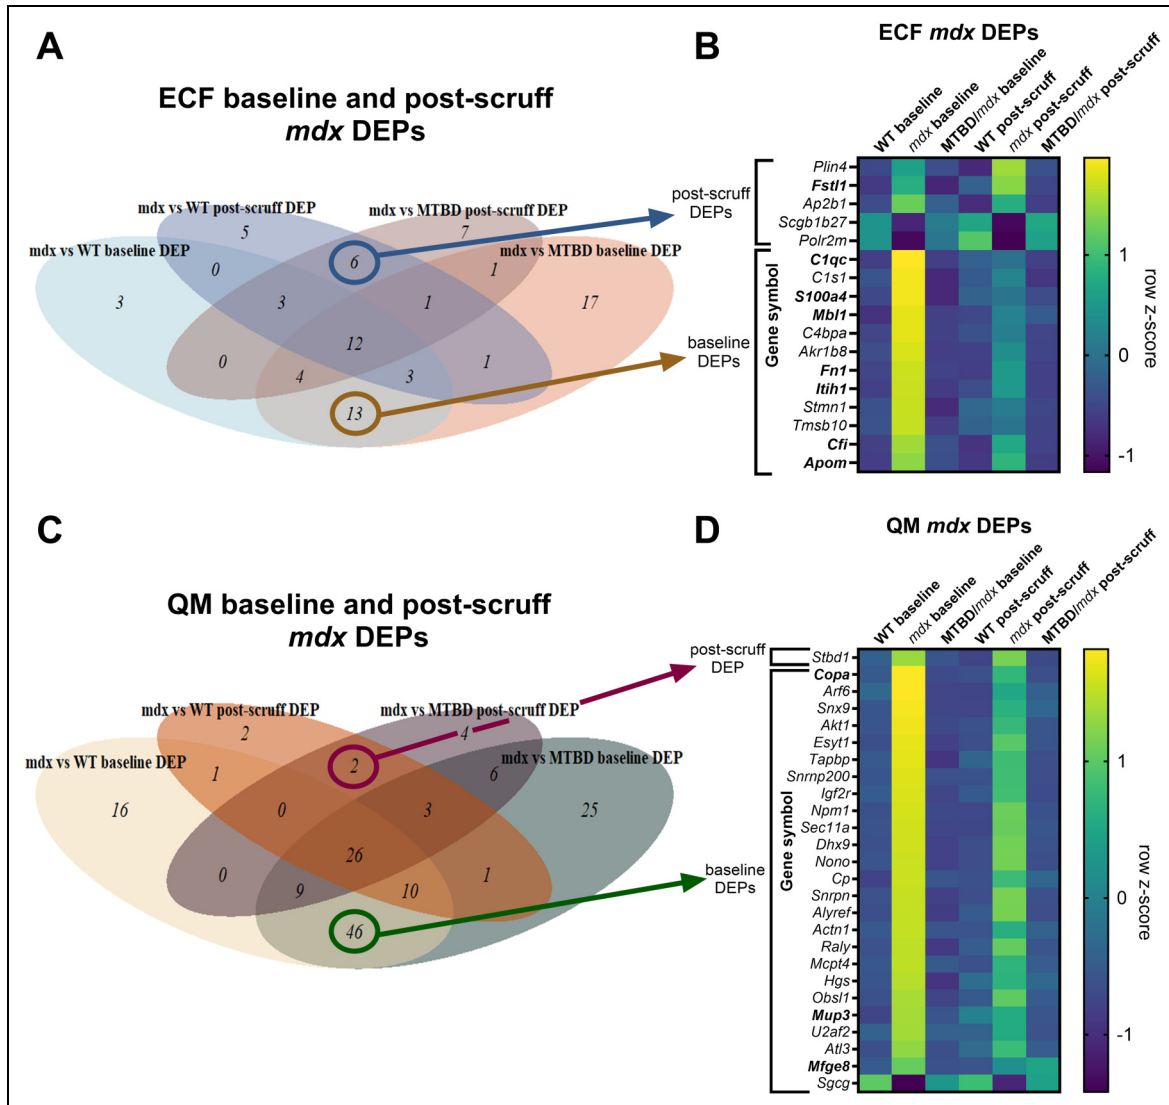 A
ECF baseline and post-scruff
mdx DEPs
mdx vs WT post-scruff DEP
mdx vs MTBD post-scruff DEP
mdx vs WT baseline DEP
mdx vs MTBD baseline DEP
5
7
0
6
1
3
3
1
17
12
0
4
3
1
13
post-scruff
DEPs
baseline
DEPs
B
ECF mdx DEPs
WT baseline
mdx baseline
MTBD/mdx baseline
WT post-scruff
mdx post-scruff
MTBD/mdx post-scruff
Gene symbol
Plin4
Fstl1
Ap2b1
Scgb1b27
Polr2m
C1qc
C1s1
S100a4
Mbl1
C4bpa
Akr1b8
Fn1
Itih1
Stmn1
Tmsb10
Cfi
Apom
1
0
-1
row z-score
C
QM baseline and post-scruff
mdx DEPs
mdx vs WT post-scruff DEP
mdx vs MTBD post-scruff DEP
mdx vs WT baseline DEP
mdx vs MTBD baseline DEP
2
4
1
2
6
16
0
3
25
26
0
9
10
1
46
post-scruff
DEP
baseline
DEPs
D
QM mdx DEPs
WT baseline
mdx baseline
MTBD/mdx baseline
WT post-scruff
mdx post-scruff
MTBD/mdx post-scruff
Gene symbol
Stbd1
Copa
Arf6
Snx9
Akt1
Esyt1
Tapbp
Snrnp200
Igf2r
Npm1
Sec11a
Dhx9
Nono
Cp
Snrpn
Alyref
Actn1
Raly
Mcpt4
Hgs
Obsl1
Mup3
U2af2
Atl3
Mfge8
Sgcg
1
0
-1
row z-score